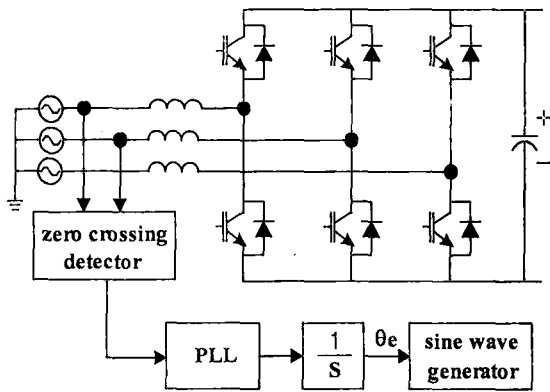 +
−
zero crossing
detector
PLL
1
S
θe
sine wave
generator